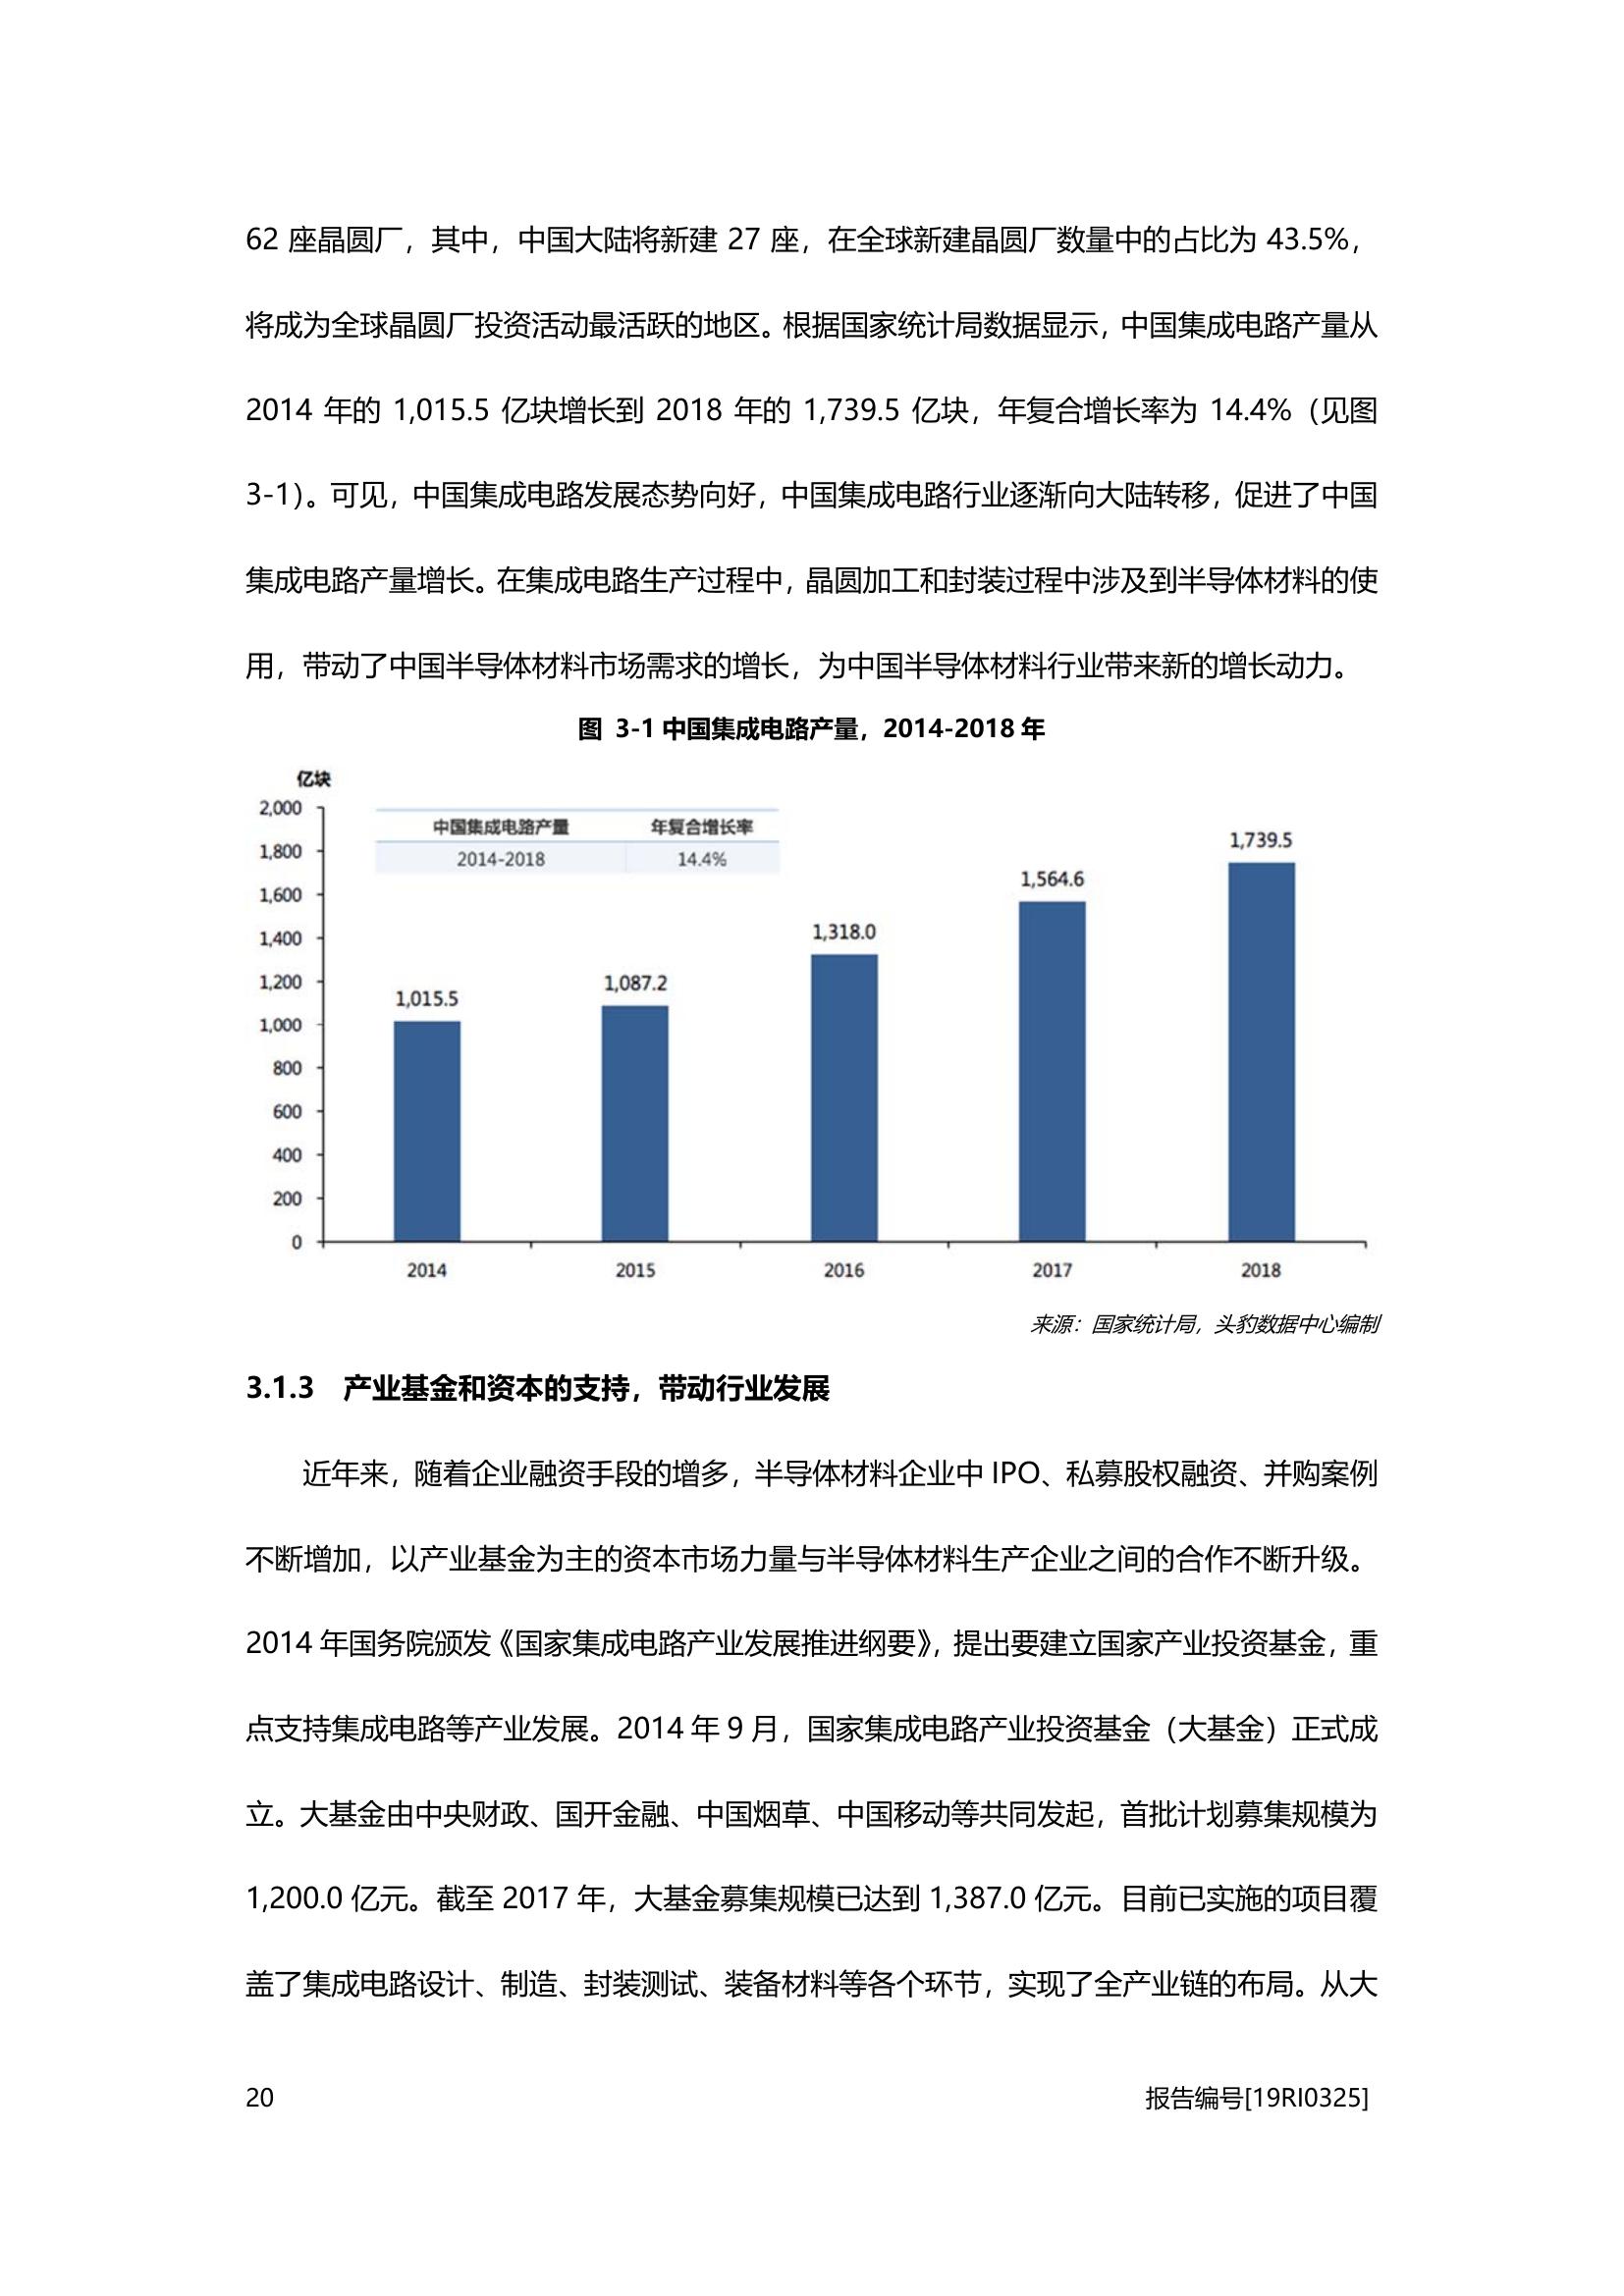 62 座晶圆厂，其中，中国大陆将新建 27 座，在全球新建晶圆厂数量中的占比为 43.5%，
将成为全球晶圆厂投资活动最活跃的地区。根据国家统计局数据显示，中国集成电路产量从
2014 年的 1,015.5 亿块增长到 2018 年的 1,739.5 亿块，年复合增长率为 14.4%（见图
3-1）。可见，中国集成电路发展态势向好，中国集成电路行业逐渐向大陆转移，促进了中国
集成电路产量增长。在集成电路生产过程中，晶圆加工和封装过程中涉及到半导体材料的使
用，带动了中国半导体材料市场需求的增长，为中国半导体材料行业带来新的增长动力。
图 3-1 中国集成电路产量，2014-2018 年
亿块
2,000
1,800
1,600
1,400
1,200
1,000
800
600
400
200
0
中国集成电路产量 年复合增长率
2014-2018 14.4%
1,015.5
1,087.2
1,318.0
1,564.6
1,739.5
2014 2015 2016 2017 2018
来源：国家统计局，头豹数据中心编制
3.1.3 产业基金和资本的支持，带动行业发展
近年来，随着企业融资手段的增多，半导体材料企业中 IPO、私募股权融资、并购案例
不断增加，以产业基金为主的资本市场力量与半导体材料生产企业之间的合作不断升级。
2014 年国务院颁发《国家集成电路产业发展推进纲要》，提出要建立国家产业投资基金，重
点支持集成电路等产业发展。2014 年 9 月，国家集成电路产业投资基金（大基金）正式成
立。大基金由中央财政、国开金融、中国烟草、中国移动等共同发起，首批计划募集规模为
1,200.0 亿元。截至 2017 年，大基金募集规模已达到 1,387.0 亿元。目前已实施的项目覆
盖了集成电路设计、制造、封装测试、装备材料等各个环节，实现了全产业链的布局。从大
20
报告编号[19RI0325]